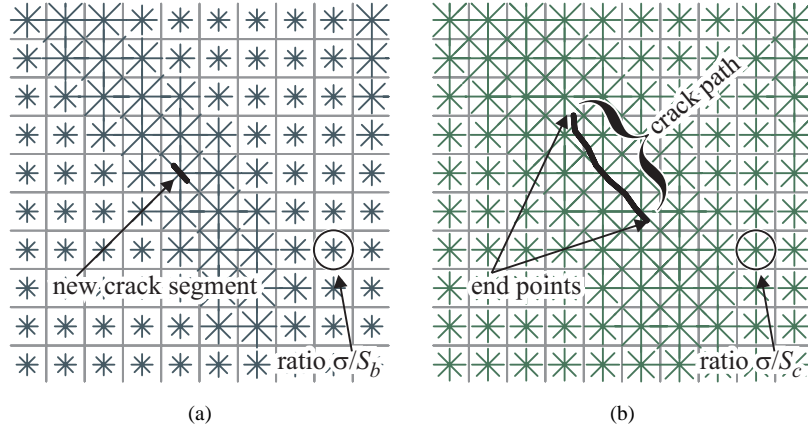 new crack segment
ratio σ/S_b
(a)
crack path
end points
ratio σ/S_c
(b)